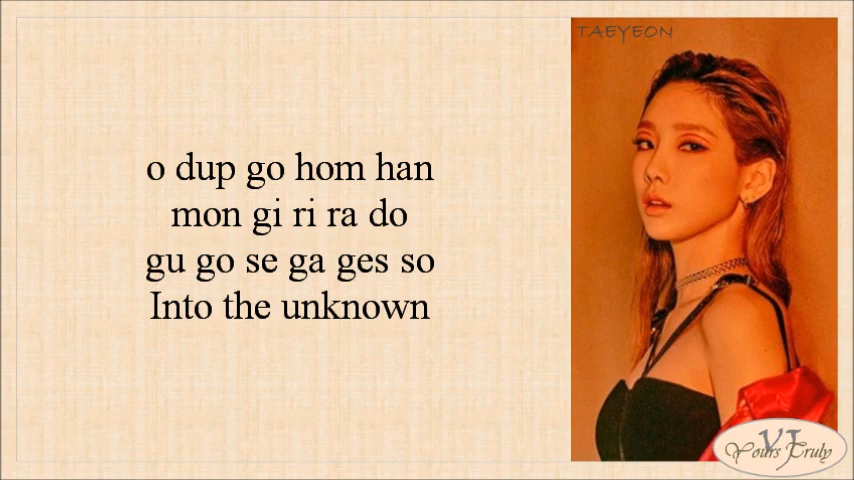 TAEYEON
o dup go hom han
mon gi ri ra do
gu go se ga ges so
Into the unknown
YJ
Yours Truly